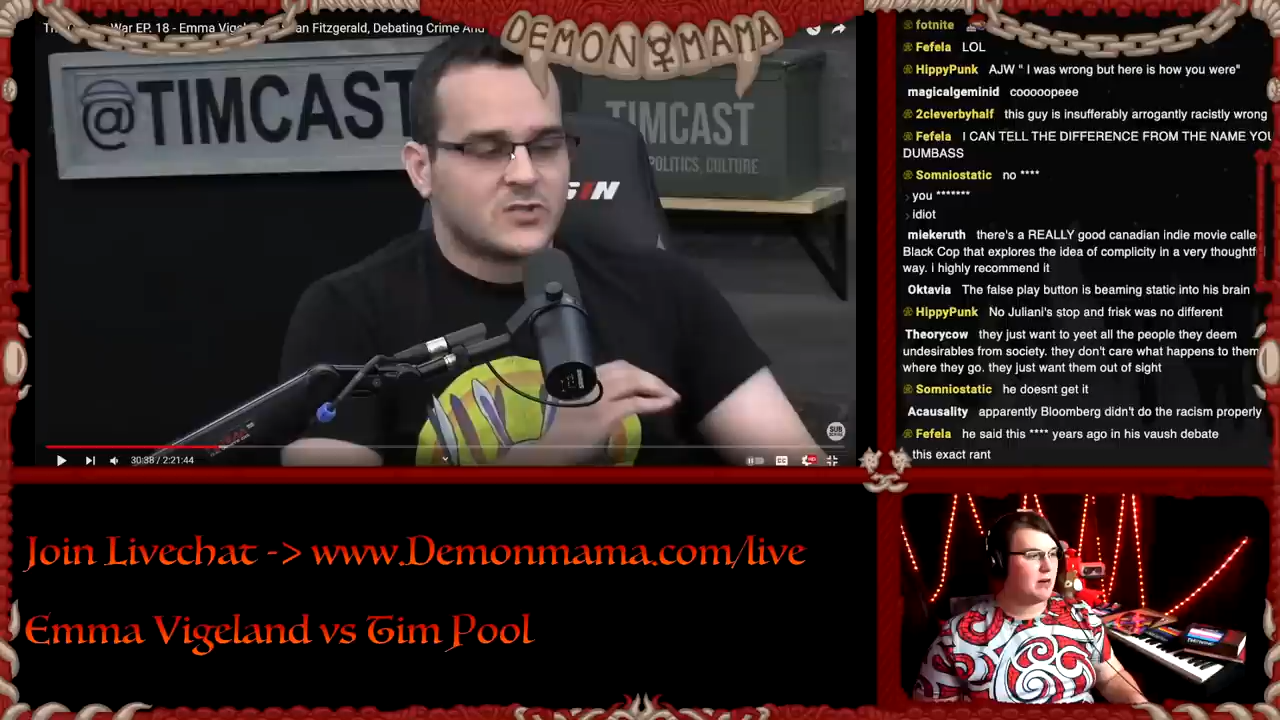 War EP. 18 - Emma
an Fitzgerald, Debating Crime And
DEMON MAMA
@TIMCAST
TIMCAST
POLITICS, CULTURE
30:38 / 2:21:44
SUB
fotnite
Fefela LOL
HippyPunk AJW " I was wrong but here is how you were"
magicalgeminid cooooopeee
2cleverbyhalf this guy is insufferably arrogantly racistly wrong
Fefela I CAN TELL THE DIFFERENCE FROM THE NAME YOU
DUMBASS
Somniostatic no ****
you *******
idiot
miekeruth there's a REALLY good canadian indie movie calle
Black Cop that explores the idea of complicity in a very thoughtf
way. i highly recommend it
Oktavia The false play button is beaming static into his brain
HippyPunk No Juliani's stop and frisk was no different
Theorycow they just want to yeet all the people they deem
undesirables from society. they don't care what happens to them
where they go. they just want them out of sight
Somniostatic he doesnt get it
Acausality apparently Bloomberg didn't do the racism properly
Fefela he said this **** years ago in his vaush debate
this exact rant
Join Livechat -> www.Demonmama.com/live
Emma Vigeland vs Tim Pool